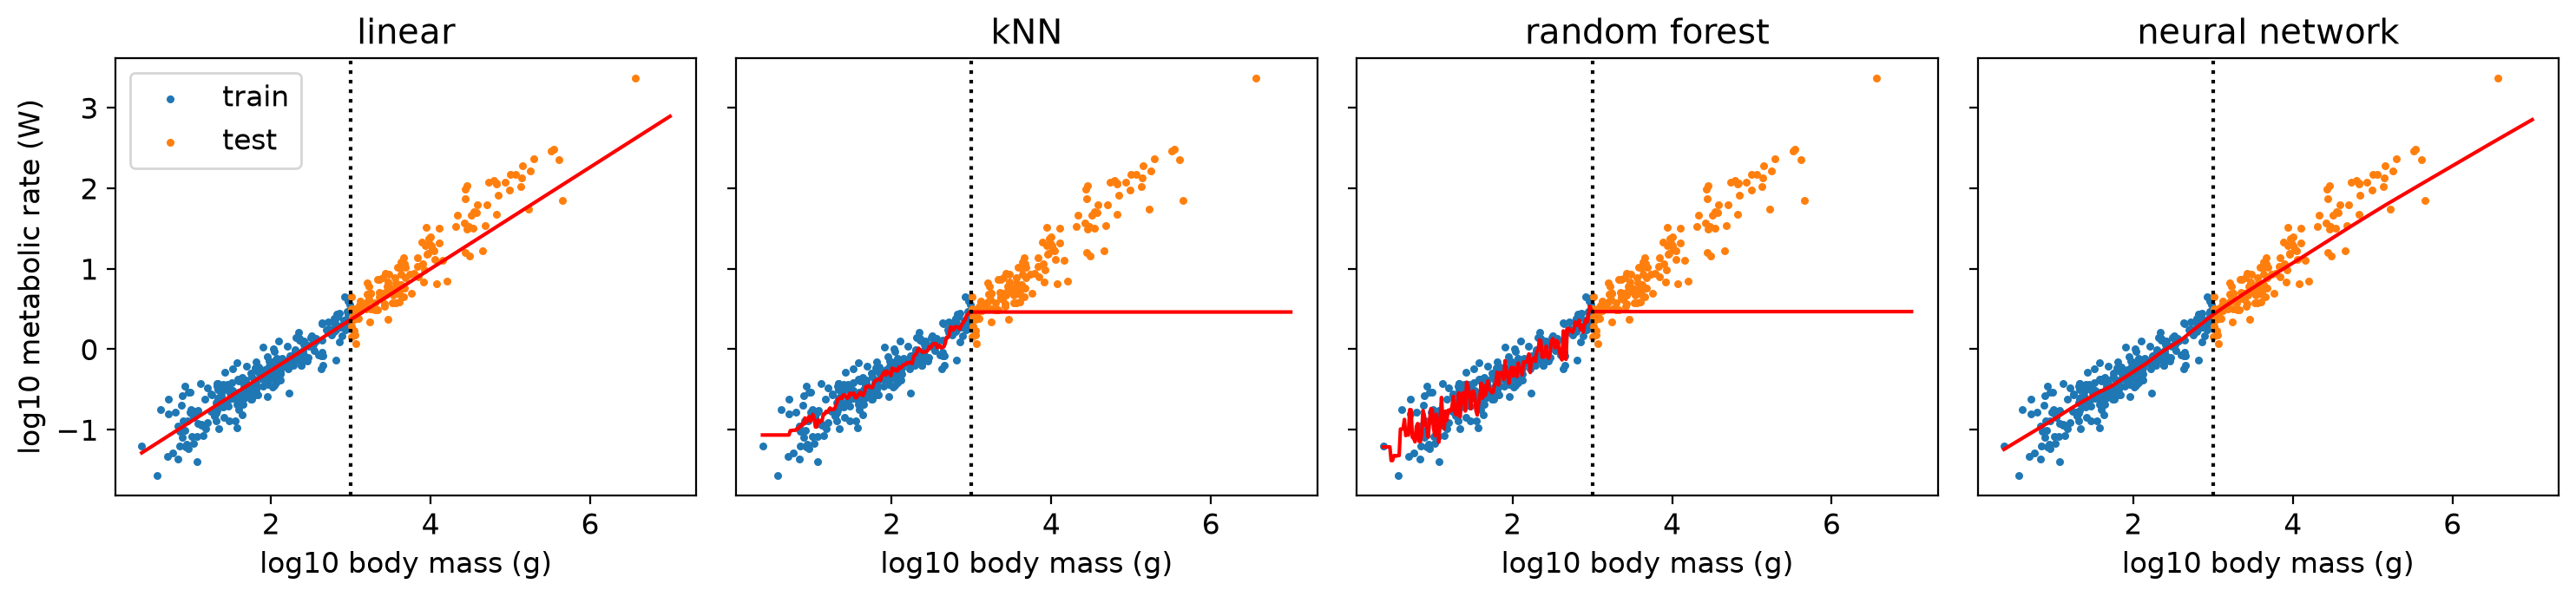 linear
kNN
random forest
neural network
train
test
log10 metabolic rate (W)
3
2
1
0
−1
2 4 6
2 4 6
2 4 6
2 4 6
log10 body mass (g)
log10 body mass (g)
log10 body mass (g)
log10 body mass (g)